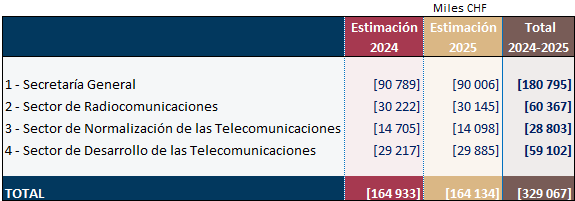 Miles CHF
Estimación Estimación Total
2024 2025 2024-2025
1 - Secretaría General [90 789] [90 006] [180 795]
2 - Sector de Radiocomunicaciones [30 222] [30 145] [60 367]
3 - Sector de Normalización de las Telecomunicaciones [14 705] [14 098] [28 803]
4 - Sector de Desarrollo de las Telecomunicaciones [29 217] [29 885] [59 102]
TOTAL [164 933] [164 134] [329 067]